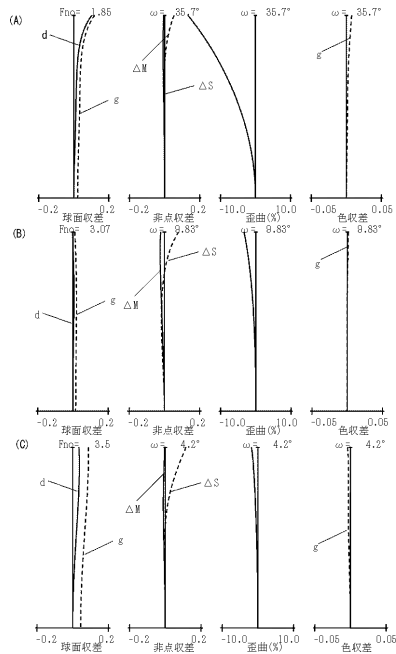 (A)
Fno= 1.85 ω= 35.7° ω= 35.7° ω= 35.7°
d
g
△M
△S
g
-0.2 0.2 -0.2 0.2 -10.0 10.0 -0.05 0.05
球面収差 非点収差 歪曲(%) 色収差
(B)
Fno= 3.07 ω= 9.83° ω= 9.83° ω= 9.83°
d
g
△M
△S
g
-0.2 0.2 -0.2 0.2 -10.0 10.0 -0.05 0.05
球面収差 非点収差 歪曲(%) 色収差
(C)
Fno= 3.5 ω= 4.2° ω= 4.2° ω= 4.2°
d
g
△M
△S
g
-0.2 0.2 -0.2 0.2 -10.0 10.0 -0.05 0.05
球面収差 非点収差 歪曲(%) 色収差